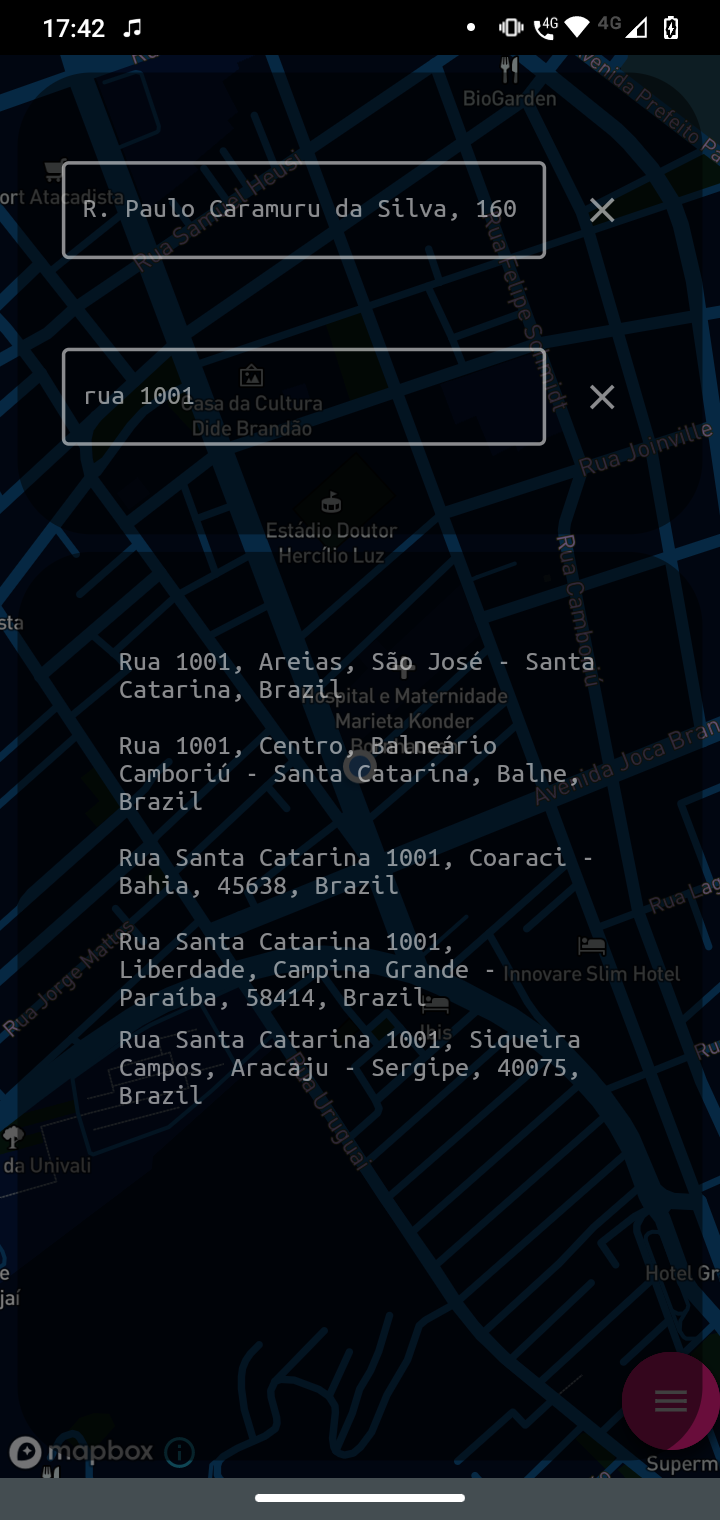 17:42
4G
4G
BioGarden
Avenida Prefeito Pa
ort Atacadista
Rua Samuel Heusi
R. Paulo Caramuru da Silva, 160
Rua Felipe Schmidt
rua 1001
Casa da Cultura
Dide Brandão
Rua Joinville
Estádio Doutor
Hercílio Luz
Rua Camboriú
sta
Rua 1001, Areias, São José - Santa
Catarina, Brazil
Hospital e Maternidade
Marieta Konder
Rua 1001, Centro, Balneário
Camboriú - Santa Catarina, Balne,
Brazil
Avenida Joca Bran
Rua Santa Catarina 1001, Coaraci -
Bahia, 45638, Brazil
Rua Lag
Rua Jorge Mattos
Rua Santa Catarina 1001,
Liberdade, Campina Grande -
Paraíba, 58414, Brazil
Innovare Slim Hotel
Ibis
Rua Santa Catarina 1001, Siqueira
Campos, Aracaju - Sergipe, 40075,
Brazil
Ru
Rua Uruguai
da Univali
e
jaí
Hotel Gr
mapbox
Superm